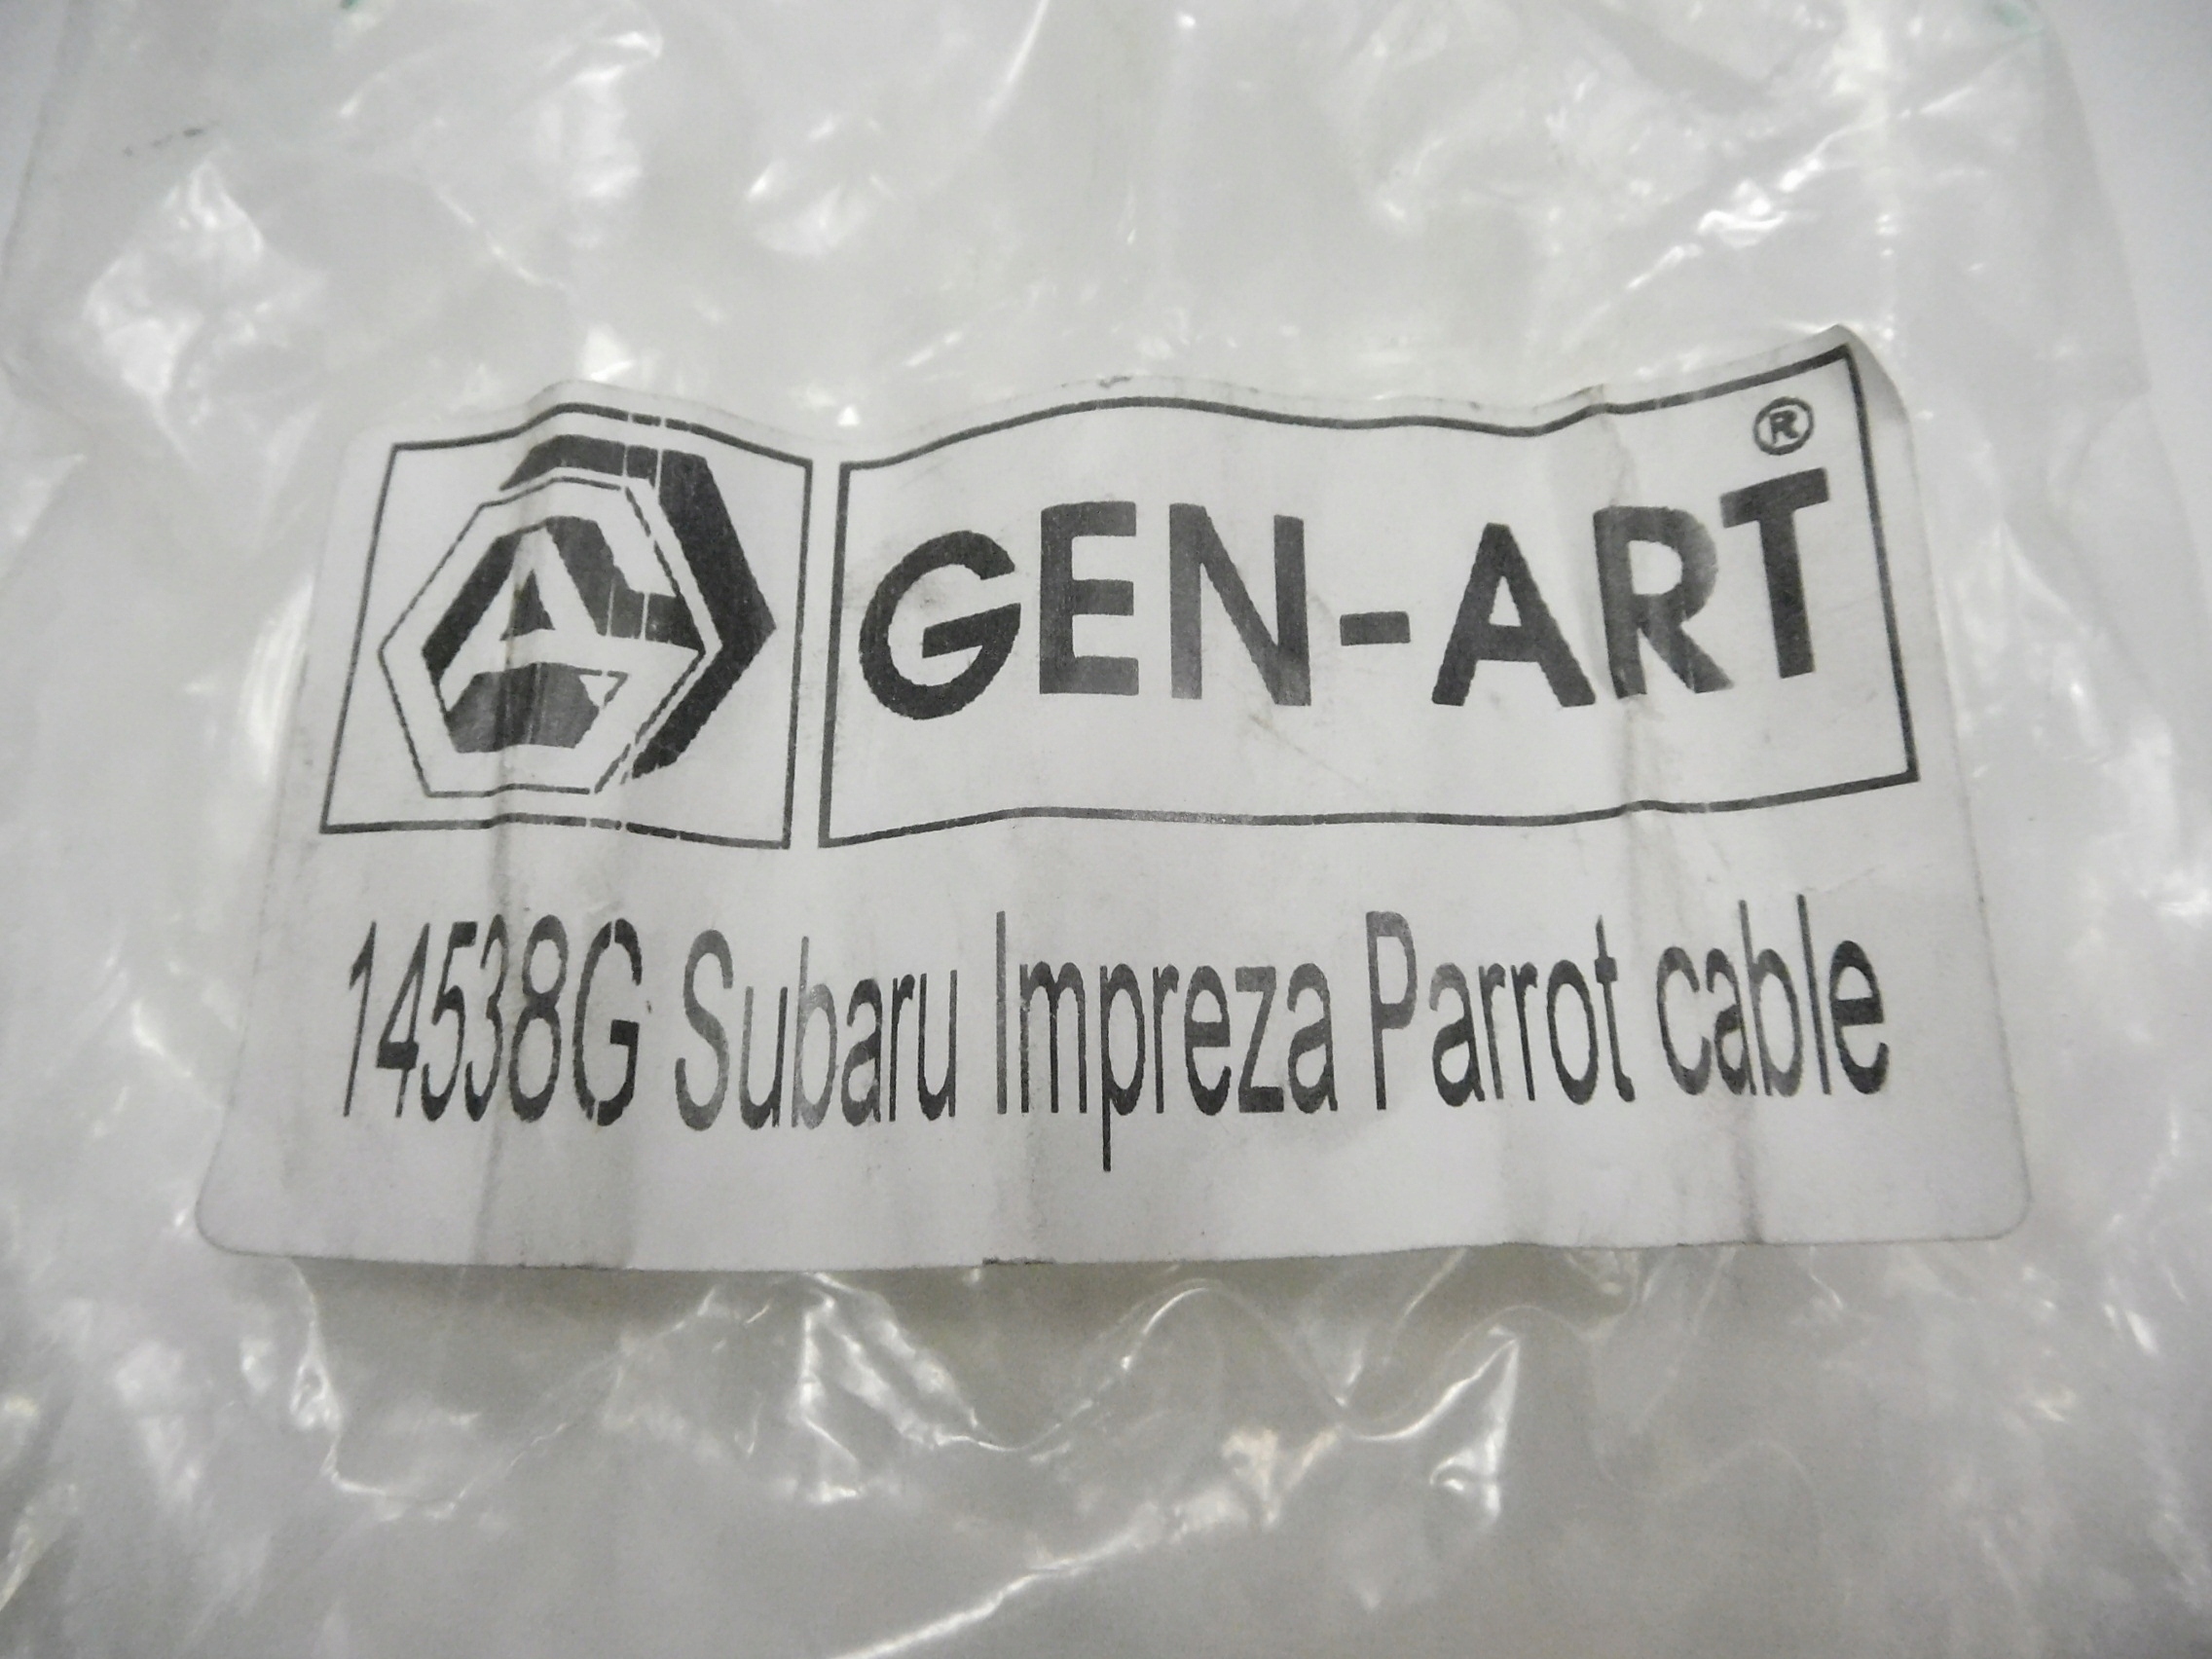 GEN-ART®
14538G Subaru Impreza Parrot cable